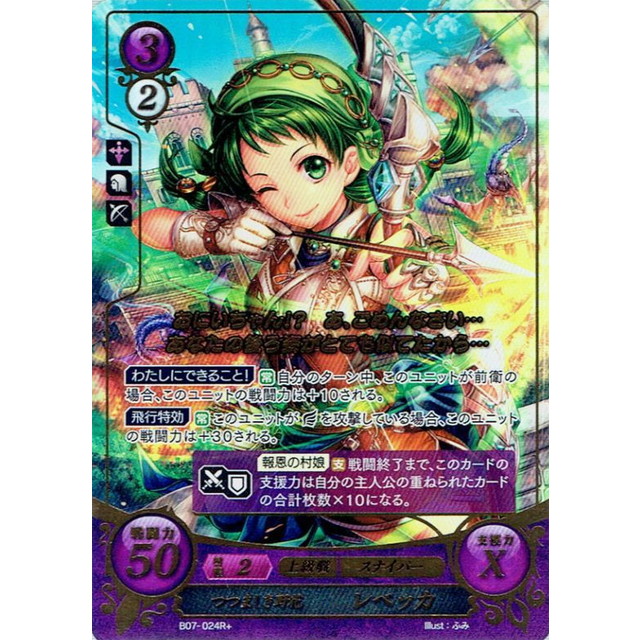 3
2
おにいちゃん!? あ、ごめんなさい…
あなたの後ろ姿がとても似てたから…
わたしにできること! 常 自分のターン中、このユニットが前衛の
場合、このユニットの戦闘力は+10される。
飛行特効 常 このユニットが を攻撃している場合、このユニット
の戦闘力は+30される。
報恩の村娘 支 戦闘終了まで、このカードの
支援力は自分の主人公の重ねられたカード
の合計枚数×10になる。
戦闘力
50
2
上級職 スナイパー
支援力
X
つつましき野花 レベッカ
B07-024R+ Illust:ふみ